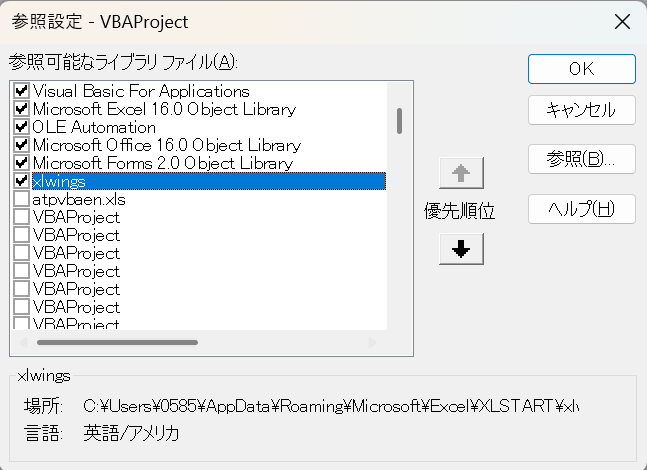 参照設定 - VBAProject
参照可能なライブラリ ファイル(A):
Visual Basic For Applications
Microsoft Excel 16.0 Object Library
OLE Automation
Microsoft Office 16.0 Object Library
Microsoft Forms 2.0 Object Library
xlwings
atpvbaen.xls
VBAProject
VBAProject
VBAProject
VBAProject
VBAProject
VBAProject
VBAProject
OK
キャンセル
参照(B)...
優先順位
ヘルプ(H)
xlwings
場所: C:¥Users¥0585¥AppData¥Roaming¥Microsoft¥Excel¥XLSTART¥xlv
言語: 英語/アメリカ